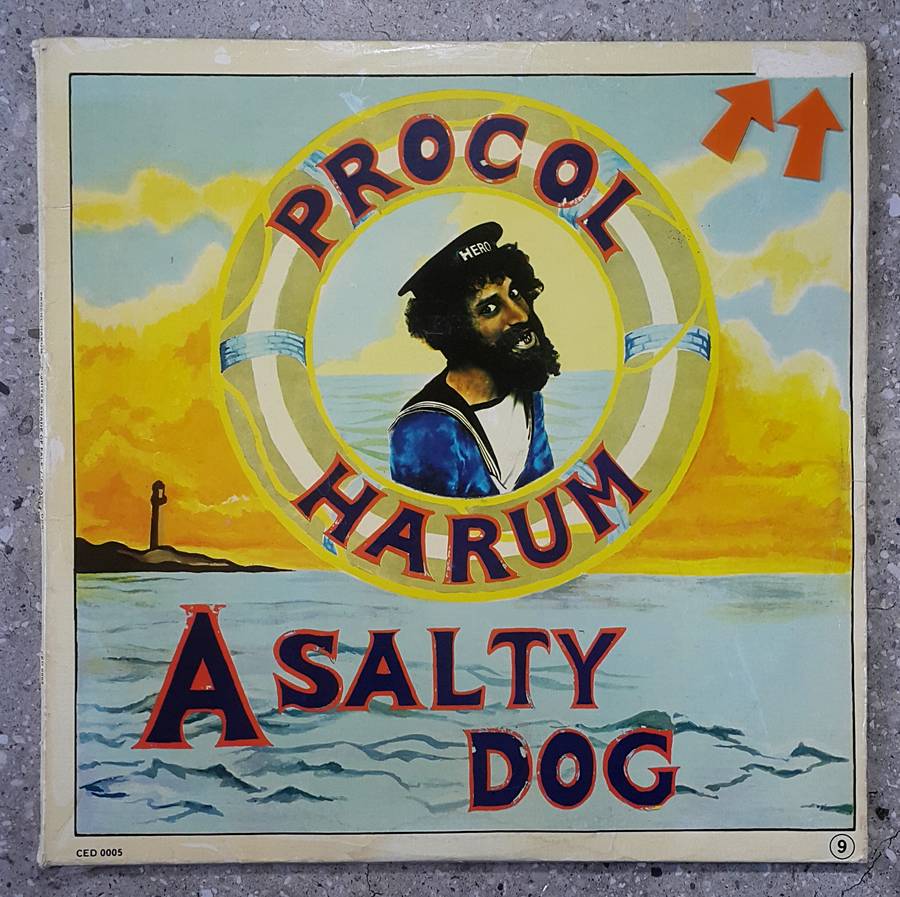 PROCOL
HERO
HARUM
A SALTY
DOG
CED 0005
9